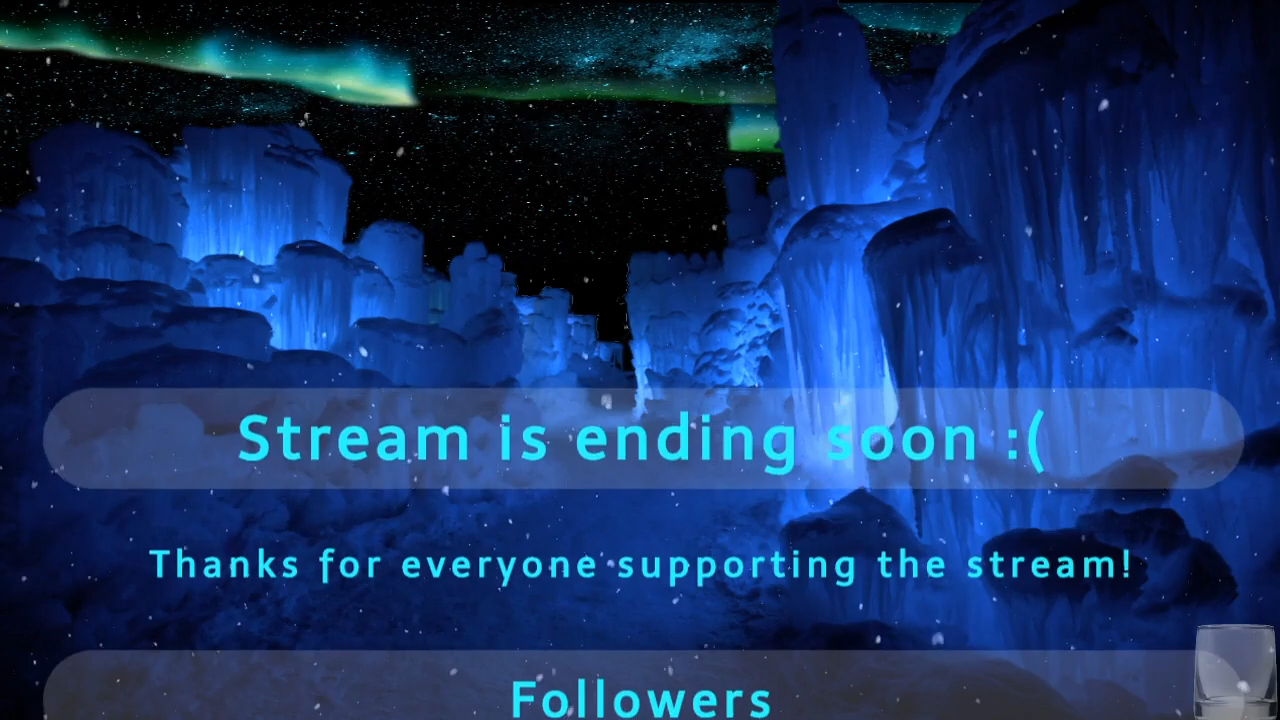 Stream is ending soon :(
Thanks for everyone supporting the stream!
Followers